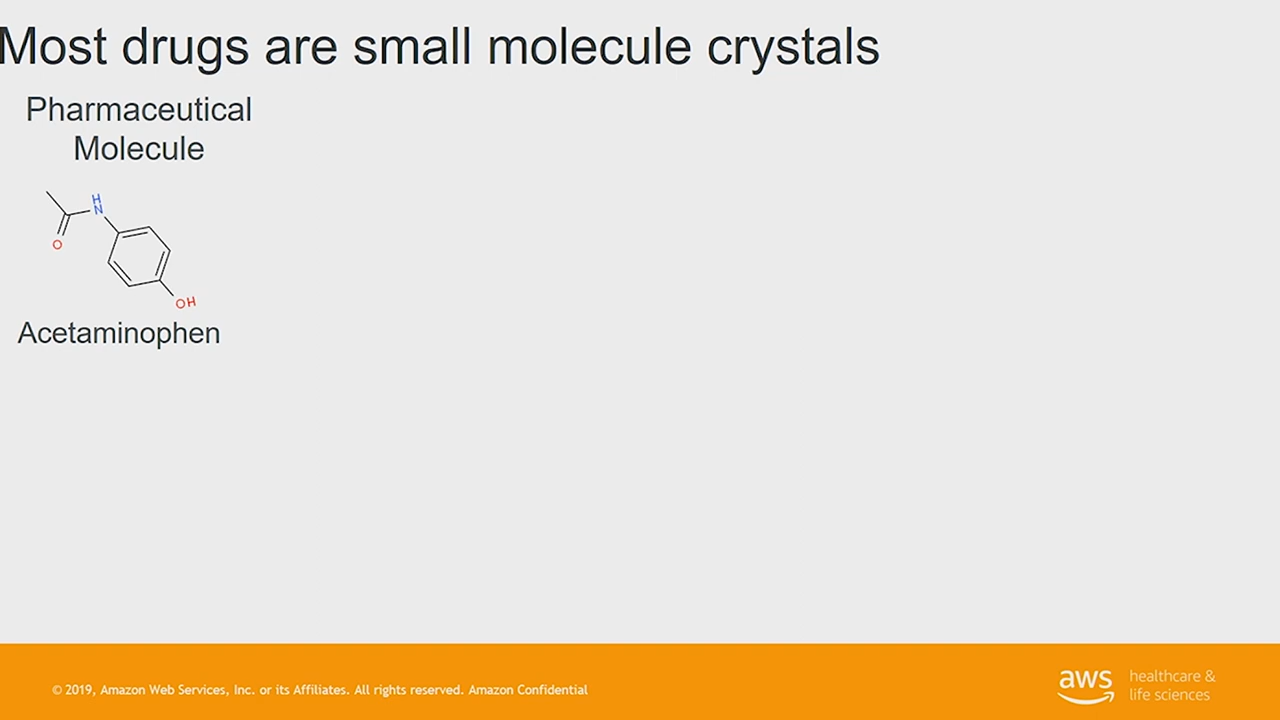 Most drugs are small molecule crystals
Pharmaceutical
Molecule
H
N
O
OH
Acetaminophen
© 2019, Amazon Web Services, Inc. or its Affiliates. All rights reserved. Amazon Confidential
aws
healthcare &
life sciences